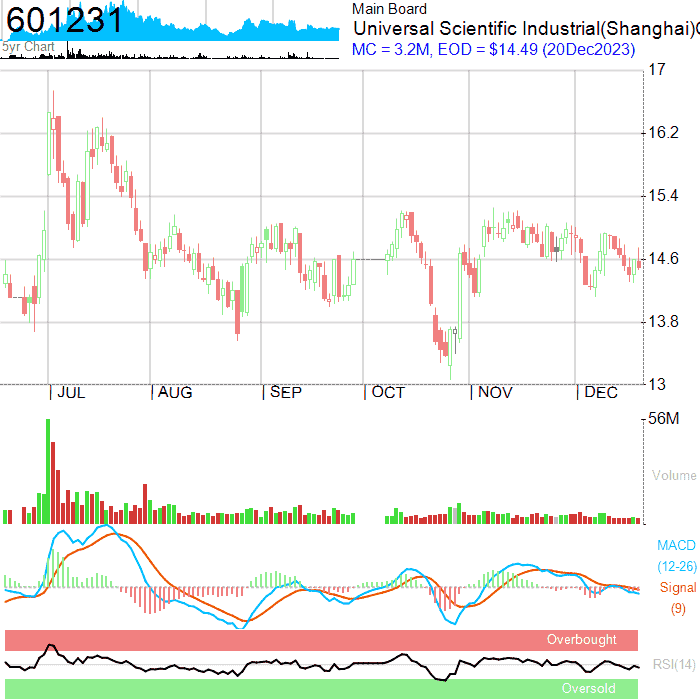 601231
5yr Chart
Main Board
Universal Scientific Industrial(Shanghai)
MC = 3.2M, EOD = $14.49 (20Dec2023)
17
16.2
15.4
14.6
13.8
13
JUL AUG SEP OCT NOV DEC
56M
Volume
MACD
(12-26)
Signal
(9)
Overbought
RSI(14)
Oversold